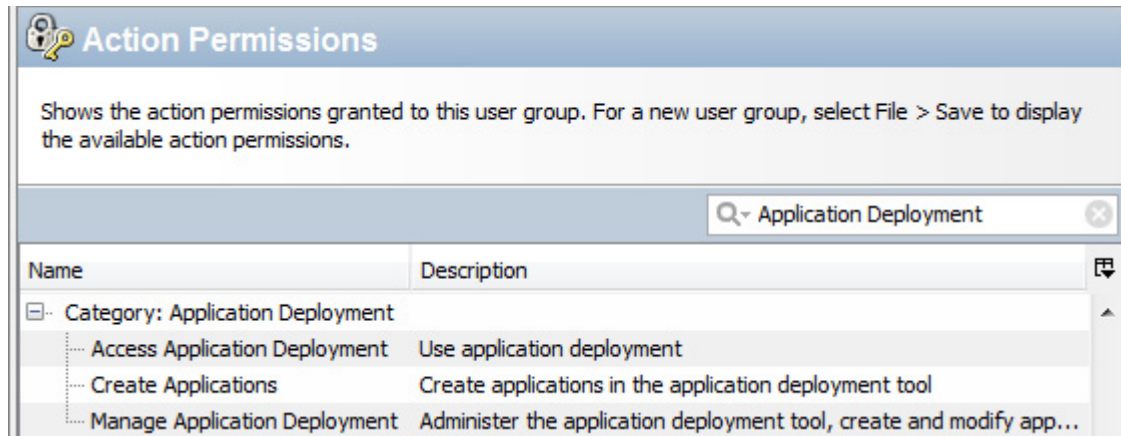 Action Permissions
Shows the action permissions granted to this user group. For a new user group, select File > Save to display
the available action permissions.
Application Deployment
Name Description
Category: Application Deployment
Access Application Deployment Use application deployment
Create Applications Create applications in the application deployment tool
Manage Application Deployment Administer the application deployment tool, create and modify app...